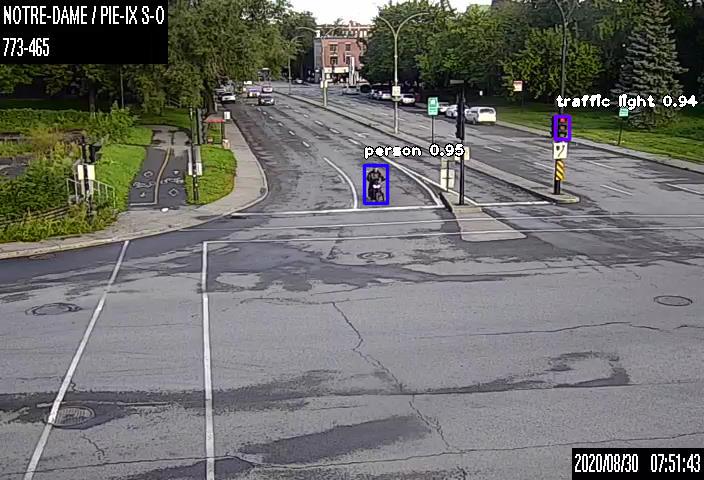 NOTRE-DAME / PIE-IX S-O
773-465
traffic light 0.94
person 0.95
2020/08/30 07:51:43